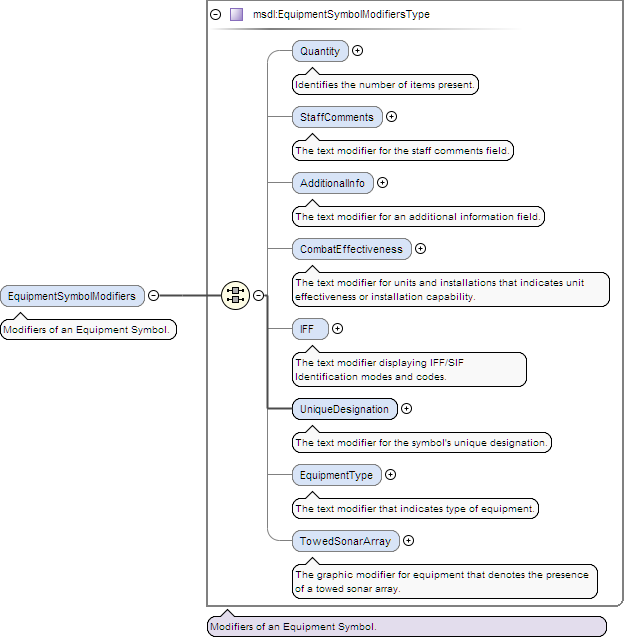 msdl:EquipmentSymbolModifiersType
Quantity
Identifies the number of items present.
StaffComments
The text modifier for the staff comments field.
AdditionalInfo
The text modifier for an additional information field.
CombatEffectiveness
The text modifier for units and installations that indicates unit
effectiveness or installation capability.
EquipmentSymbolModifiers
Modifiers of an Equipment Symbol.
IFF
The text modifier displaying IFF/SIF
Identification modes and codes.
UniqueDesignation
The text modifier for the symbol's unique designation.
EquipmentType
The text modifier that indicates type of equipment.
TowedSonarArray
The graphic modifier for equipment that denotes the presence
of a towed sonar array.
Modifiers of an Equipment Symbol.